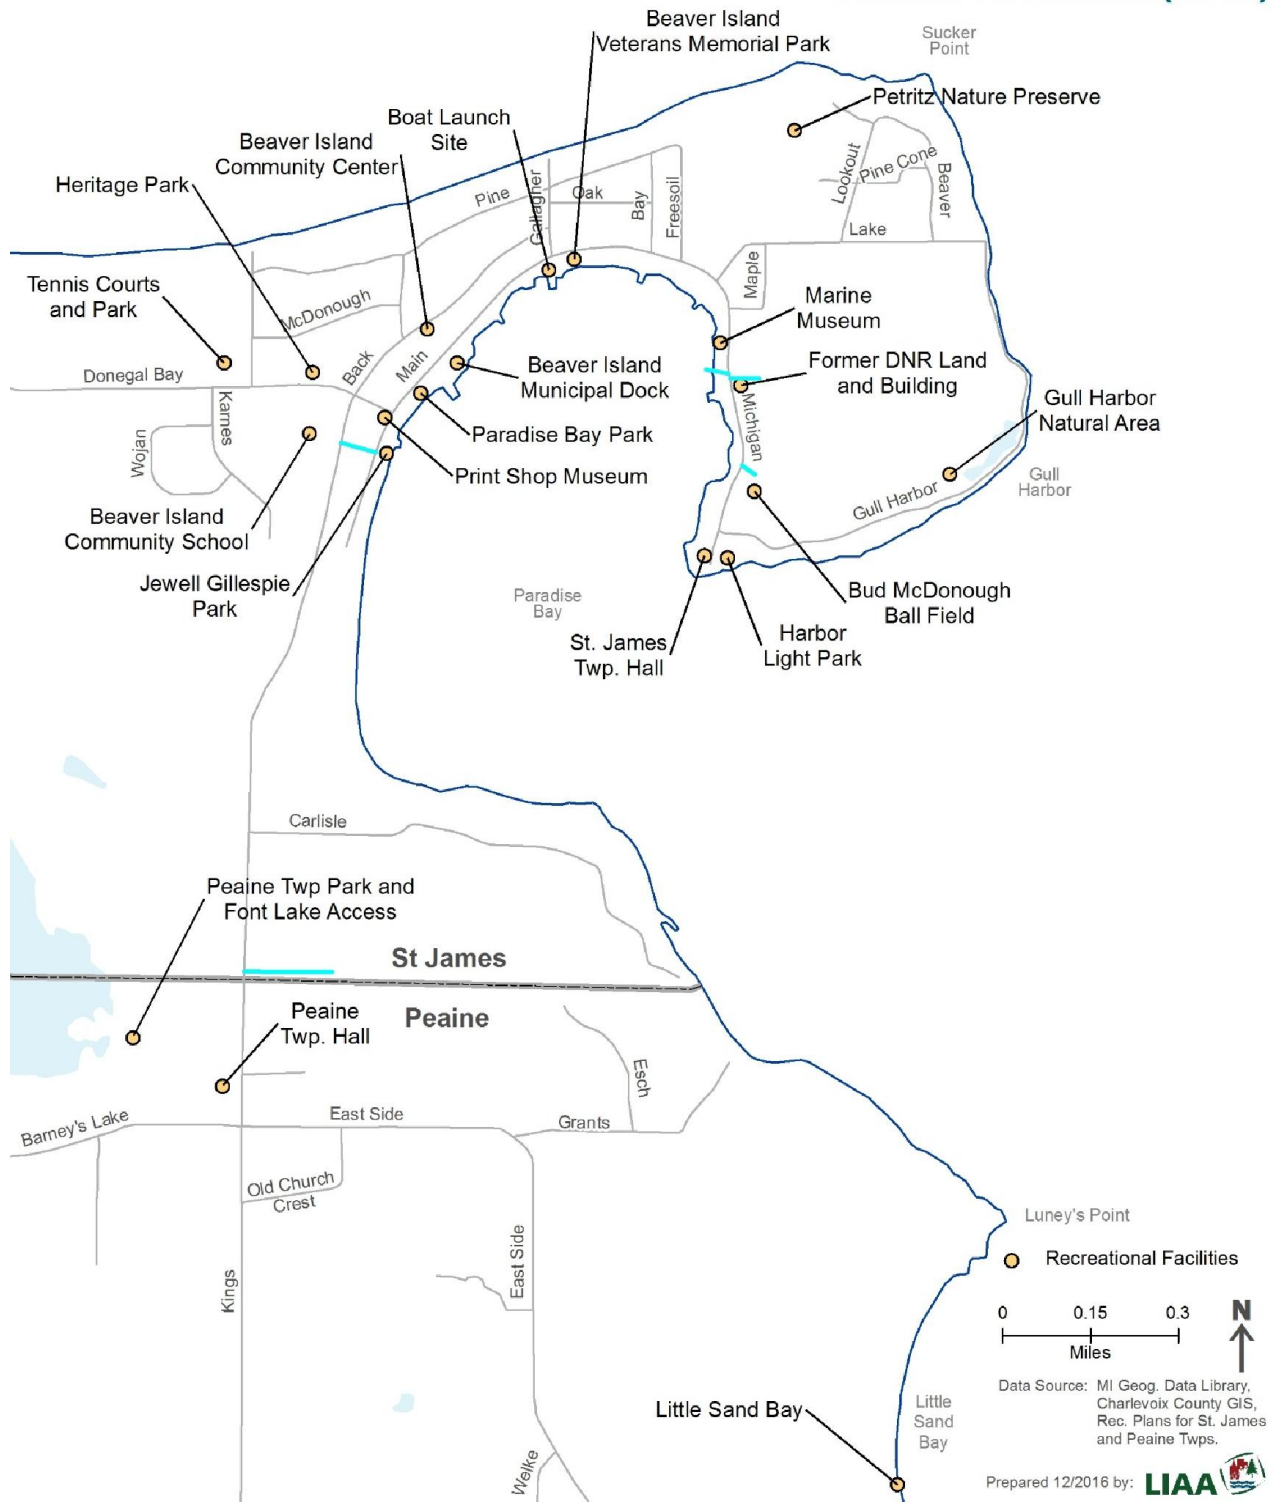 Beaver Island
Veterans Memorial Park
Sucker
Point
Petritz Nature Preserve
Boat Launch
Site
Beaver Island
Community Center
Heritage Park
Pine
Gallagher
Oak
Bay
Freesoil
Lookout
Pine Cone
Beaver
Lake
Maple
Tennis Courts
and Park
McDonough
Marine
Museum
Donegal Bay
Back
Main
Beaver Island
Municipal Dock
Former DNR Land
and Building
Karnes
Wojan
Michigan
Gull Harbor
Natural Area
Paradise Bay Park
Print Shop Museum
Gull Harbor
Gull
Harbor
Beaver Island
Community School
Jewell Gillespie
Park
Paradise
Bay
Bud McDonough
Ball Field
St. James
Twp. Hall
Harbor
Light Park
Carlisle
Peaine Twp Park and
Font Lake Access
St James
Peaine
Peaine
Twp. Hall
Esch
Barney's Lake
East Side
Grants
Old Church
Crest
Luney's Point
Kings
East Side
Recreational Facilities
0 0.15 0.3
Miles
N
Data Source: MI Geog. Data Library,
Charlevoix County GIS,
Rec. Plans for St. James
and Peaine Twps.
Little Sand Bay
Little
Sand
Bay
Welke
Prepared 12/2016 by: LIAA